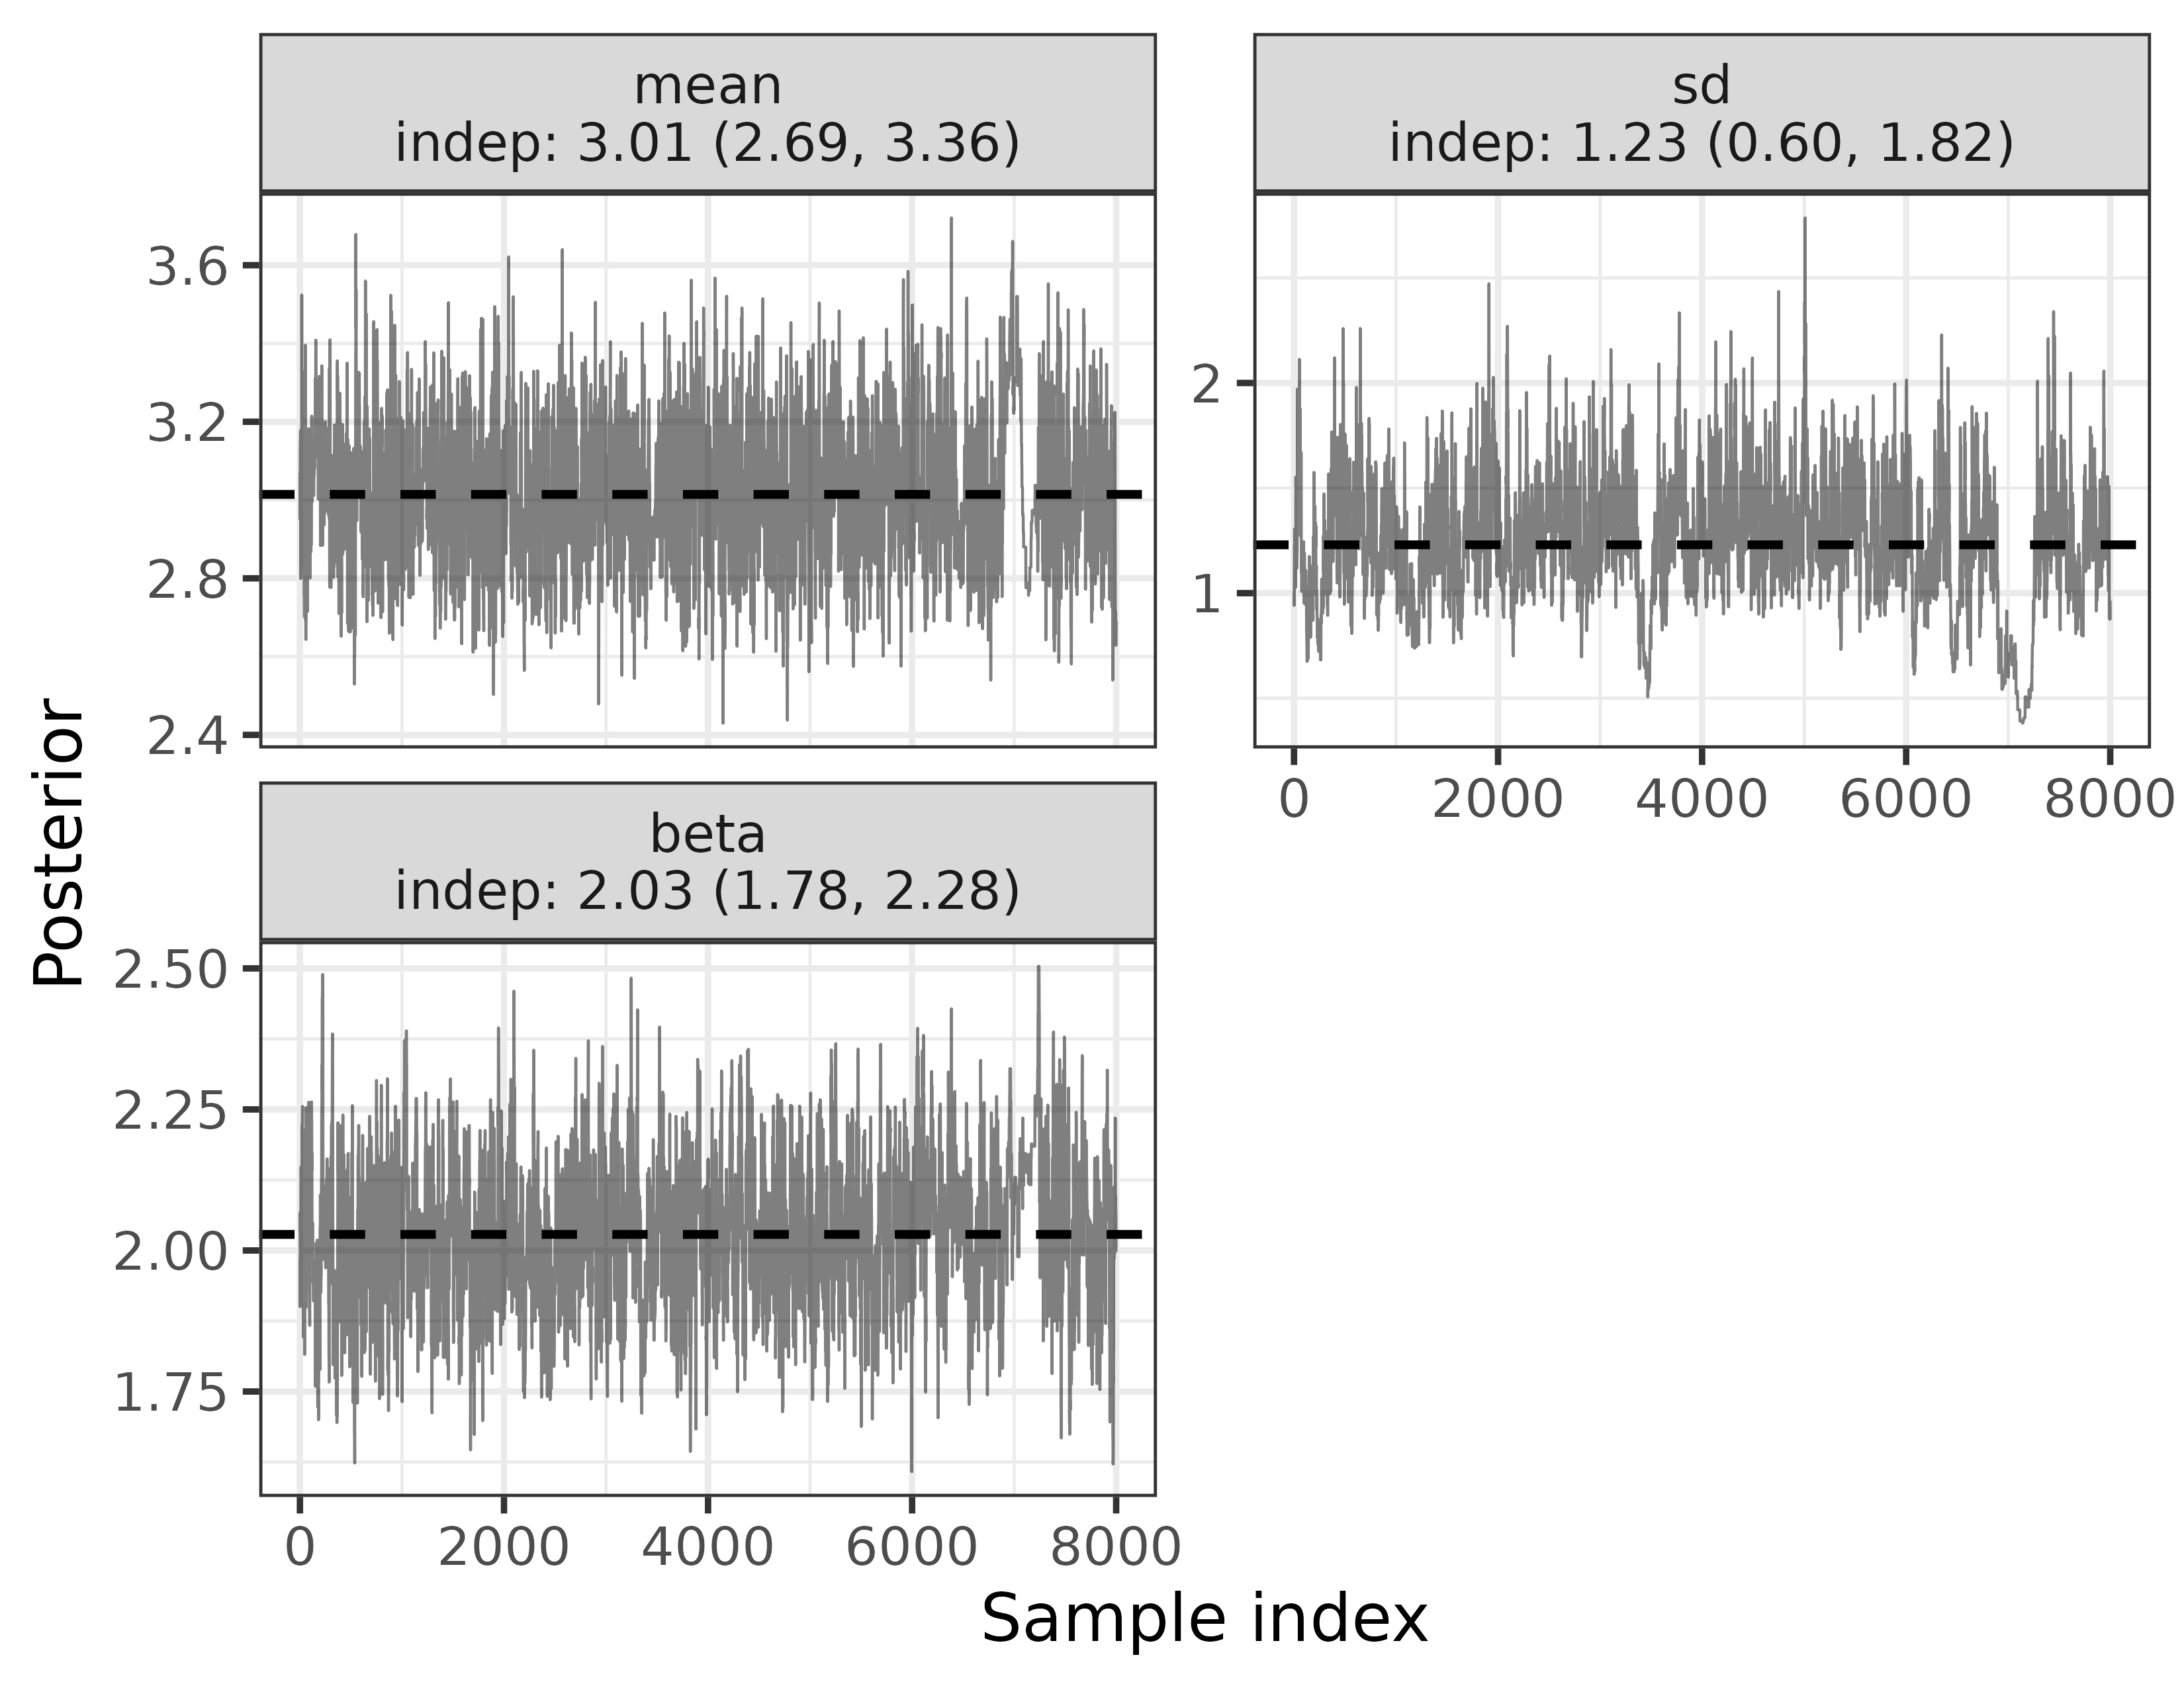 mean
indep: 3.01 (2.69, 3.36)
sd
indep: 1.23 (0.60, 1.82)
3.6
3.2
2.8
2.4
2
1
0 2000 4000 6000 8000
beta
indep: 2.03 (1.78, 2.28)
2.50
2.25
2.00
1.75
0 2000 4000 6000 8000
Posterior
Sample index